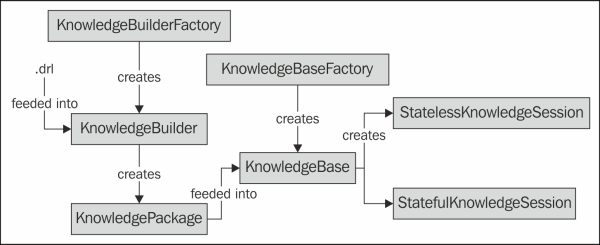 KnowledgeBuilderFactory
.drl
creates
KnowledgeBaseFactory
feeded into
KnowledgeBuilder
creates
StatelessKnowledgeSession
creates
creates
KnowledgeBase
feeded into
KnowledgePackage
StatefulKnowledgeSession